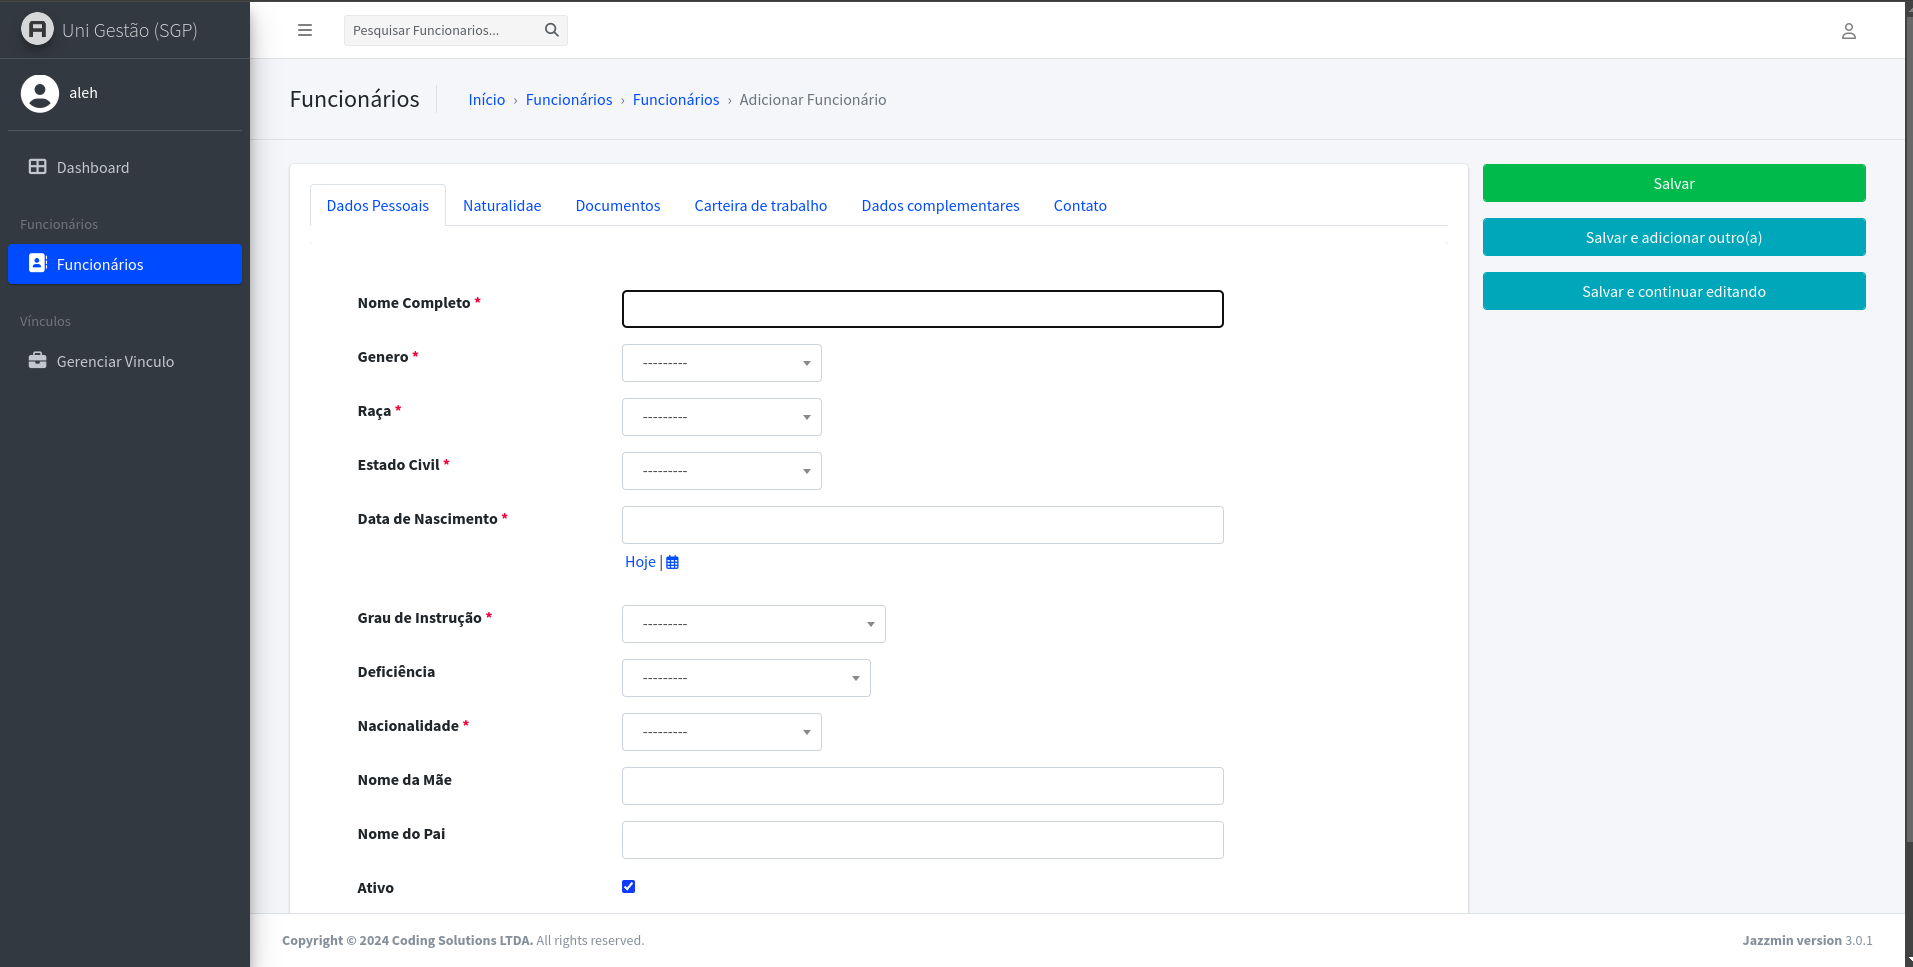 Uni Gestão (SGP)
aleh
Dashboard
Funcionários
Funcionários
Vínculos
Gerenciar Vinculo
Pesquisar Funcionarios...
Funcionários
Início › Funcionários › Funcionários › Adicionar Funcionário
Dados Pessoais Naturalidae Documentos Carteira de trabalho Dados complementares Contato
Nome Completo *
Genero * ---------
Raça * ---------
Estado Civil * ---------
Data de Nascimento *
Hoje |
Grau de Instrução * ---------
Deficiência ---------
Nacionalidade * ---------
Nome da Mãe
Nome do Pai
Ativo
Salvar
Salvar e adicionar outro(a)
Salvar e continuar editando
Copyright © 2024 Coding Solutions LTDA. All rights reserved.
Jazzmin version 3.0.1